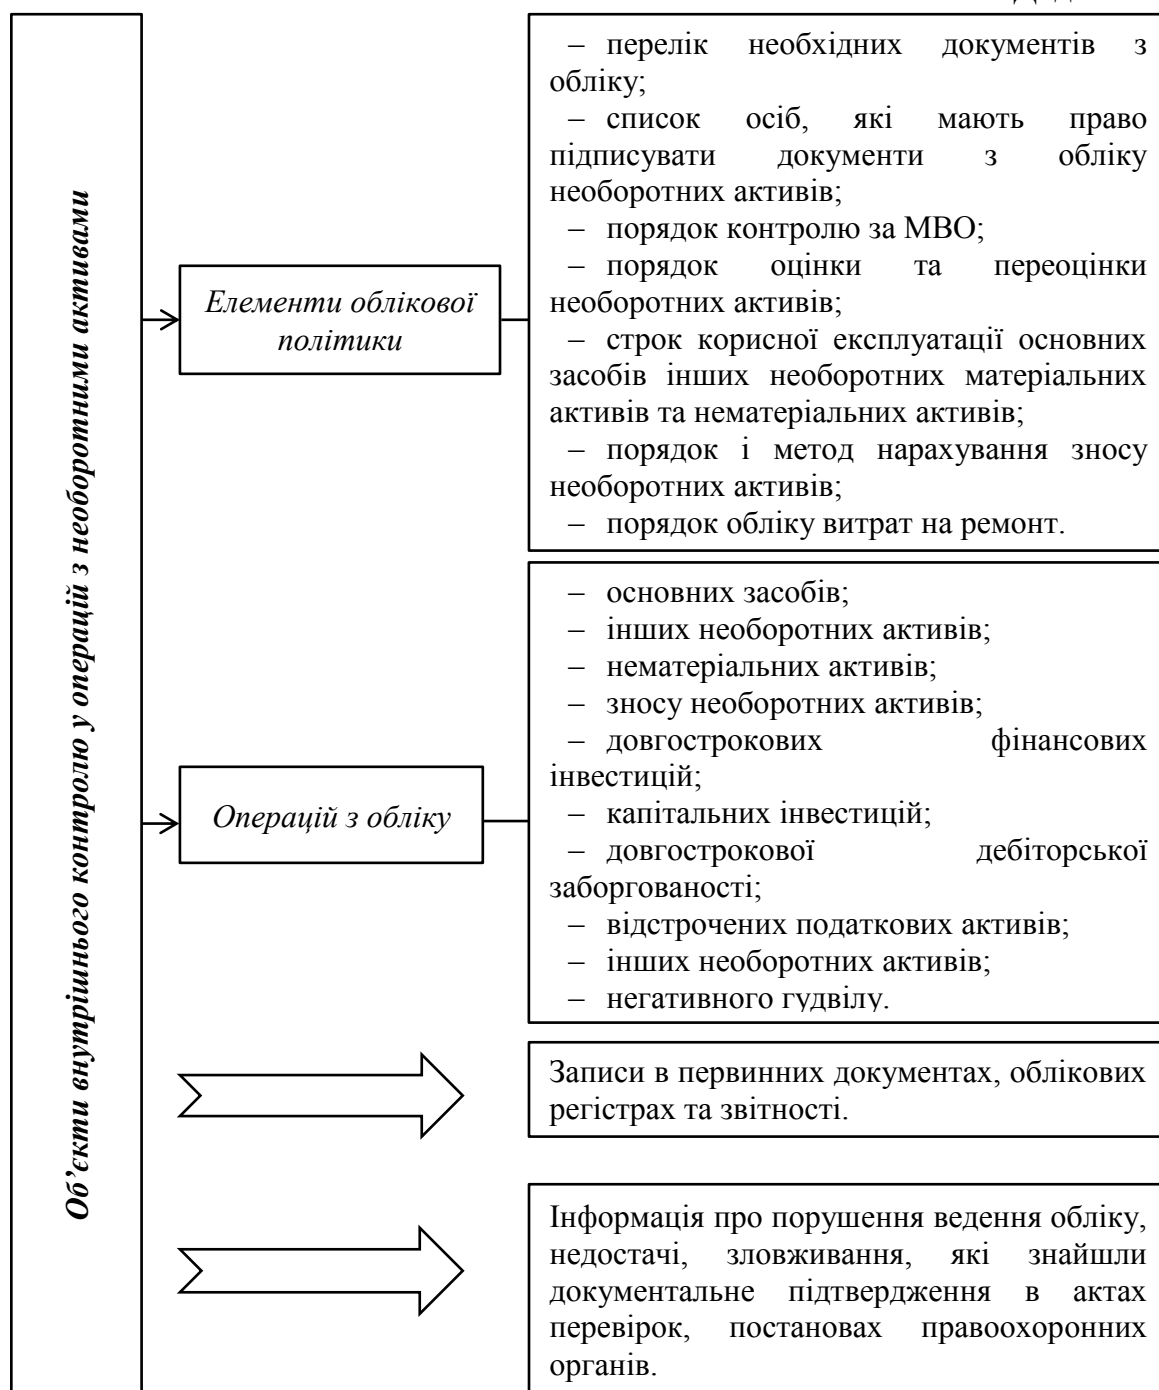 Об’єкти внутрішнього контролю у операцій з необоротними активами
Елементи облікової
політики
– перелік необхідних документів з
обліку;
– список осіб, які мають право
підписувати документи з обліку
необоротних активів;
– порядок контролю за МВО;
– порядок оцінки та переоцінки
необоротних активів;
– строк корисної експлуатації основних
засобів інших необоротних матеріальних
активів та нематеріальних активів;
– порядок і метод нарахування зносу
необоротних активів;
– порядок обліку витрат на ремонт.
Операцій з обліку
– основних засобів;
– інших необоротних активів;
– нематеріальних активів;
– зносу необоротних активів;
– довгострокових фінансових
інвестицій;
– капітальних інвестицій;
– довгострокової дебіторської
заборгованості;
– відстрочених податкових активів;
– інших необоротних активів;
– негативного гудвілу.
Записи в первинних документах, облікових
регістрах та звітності.
Інформація про порушення ведення обліку,
недостачі, зловживання, які знайшли
документальне підтвердження в актах
перевірок, постановах правоохоронних
органів.